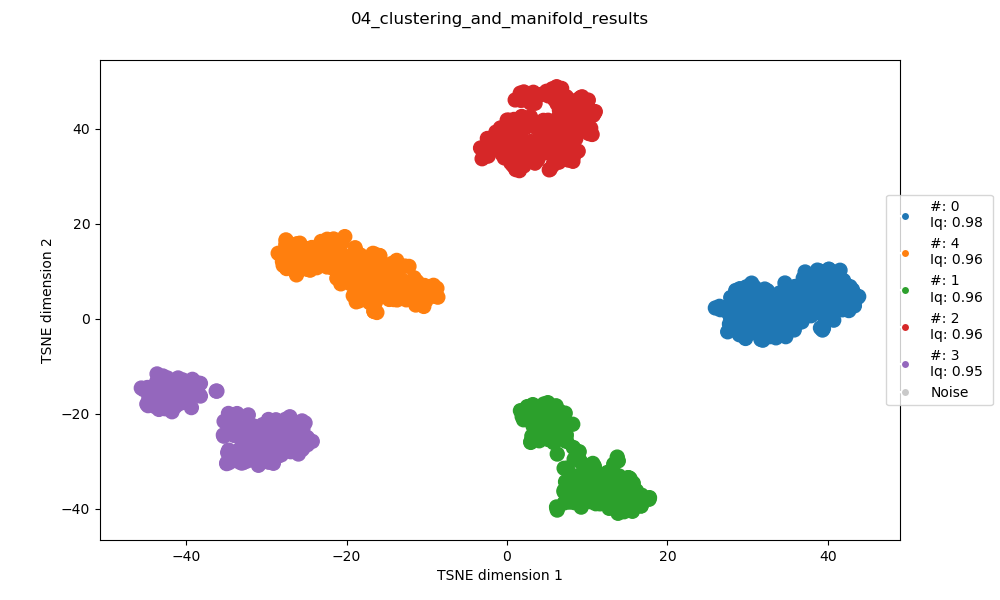 04_clustering_and_manifold_results
TSNE dimension 2
40
20
0
−20
−40
−40
−20
0
20
40
TSNE dimension 1
#: 0
Iq: 0.98
#: 4
Iq: 0.96
#: 1
Iq: 0.96
#: 2
Iq: 0.96
#: 3
Iq: 0.95
Noise